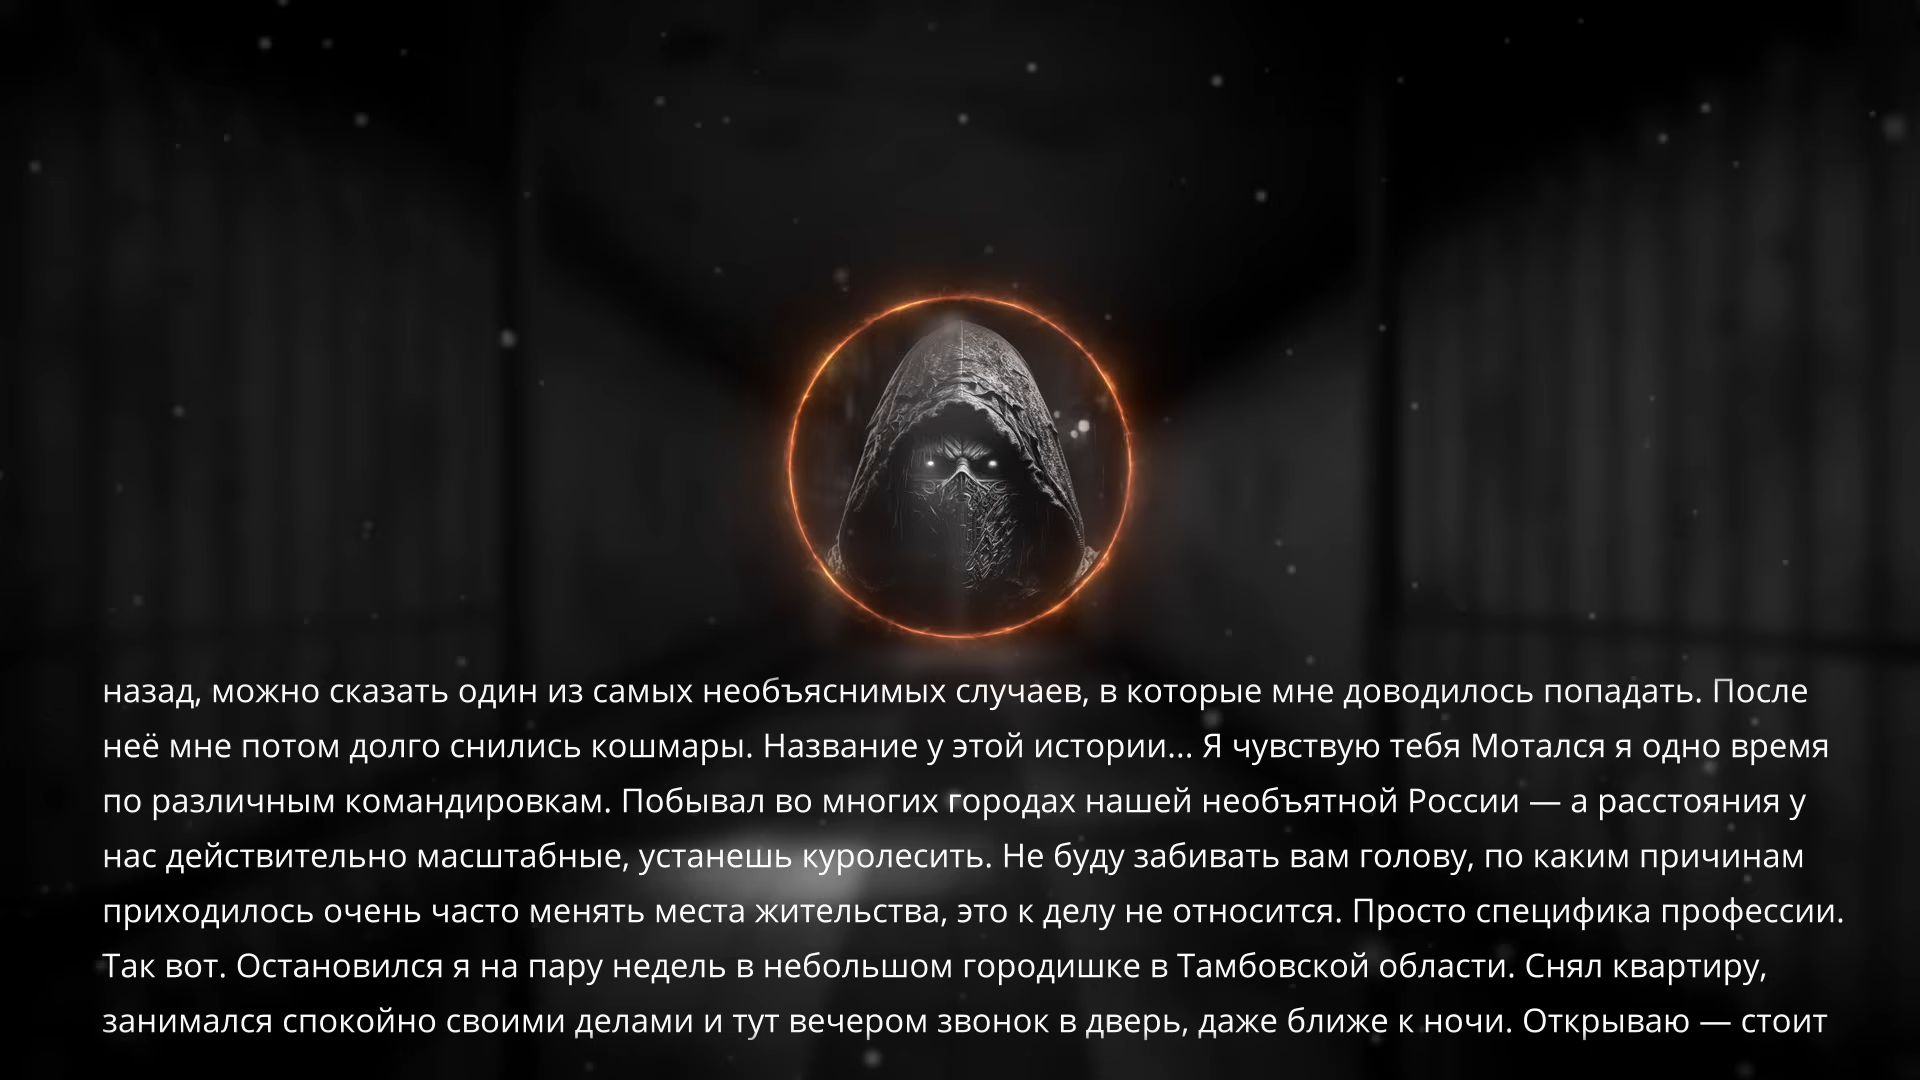 назад, можно сказать один из самых необъяснимых случаев, в которые мне доводилось попадать. После
неё мне потом долго снились кошмары. Название у этой истории... Я чувствую тебя Мотался я одно время
по различным командировкам. Побывал во многих городах нашей необъятной России — а расстояния у
нас действительно масштабные, устанешь куролесить. Не буду забивать вам голову, по каким причинам
приходилось очень часто менять места жительства, это к делу не относится. Просто специфика профессии.
Так вот. Остановился я на пару недель в небольшом городишке в Тамбовской области. Снял квартиру,
занимался спокойно своими делами и тут вечером звонок в дверь, даже ближе к ночи. Открываю — стоит